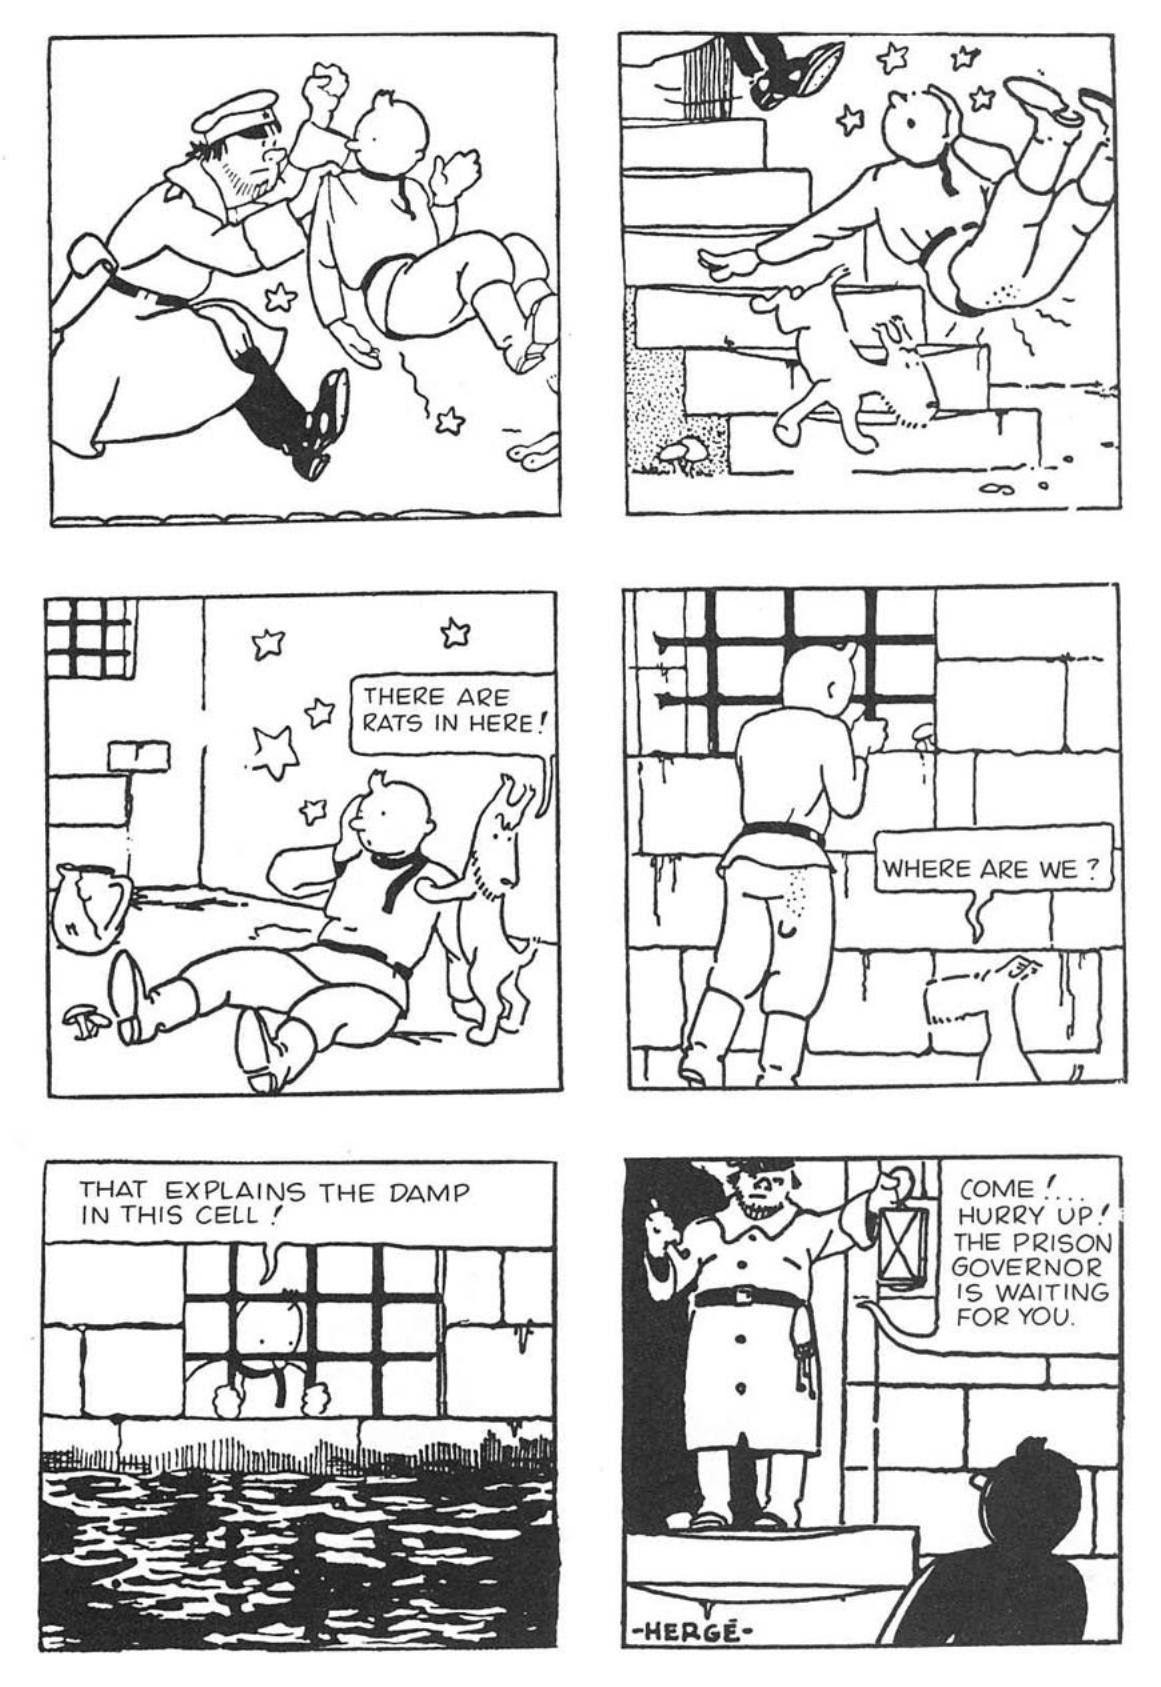 THERE ARE
RATS IN HERE!
WHERE ARE WE?
THAT EXPLAINS THE DAMP
IN THIS CELL!
COME!...
HURRY UP!
THE PRISON
GOVERNOR
IS WAITING
FOR YOU.
-HERGÉ-